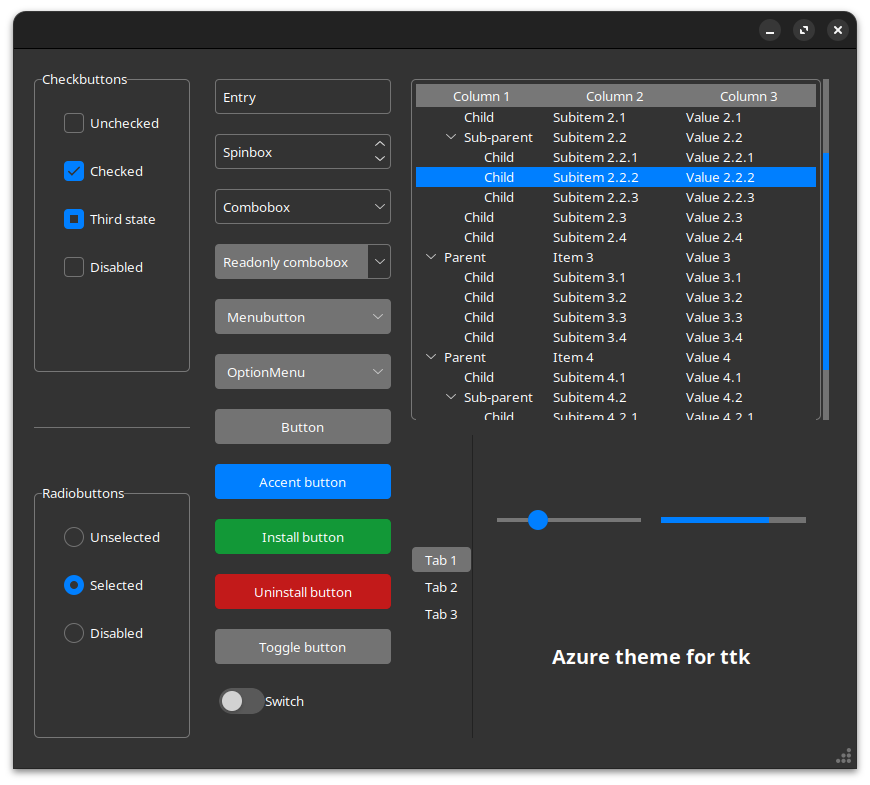 Checkbuttons
Unchecked
Checked
Third state
Disabled
Radiobuttons
Unselected
Selected
Disabled
Entry
Spinbox
Combobox
Readonly combobox
Menubutton
OptionMenu
Button
Accent button
Install button
Uninstall button
Toggle button
Switch
Column 1 Column 2 Column 3
Child Subitem 2.1 Value 2.1
Sub-parent Subitem 2.2 Value 2.2
Child Subitem 2.2.1 Value 2.2.1
Child Subitem 2.2.2 Value 2.2.2
Child Subitem 2.2.3 Value 2.2.3
Child Subitem 2.3 Value 2.3
Child Subitem 2.4 Value 2.4
Parent Item 3 Value 3
Child Subitem 3.1 Value 3.1
Child Subitem 3.2 Value 3.2
Child Subitem 3.3 Value 3.3
Child Subitem 3.4 Value 3.4
Parent Item 4 Value 4
Child Subitem 4.1 Value 4.1
Sub-parent Subitem 4.2 Value 4.2
Child Subitem 4.2.1 Value 4.2.1
Tab 1
Tab 2
Tab 3
Azure theme for ttk